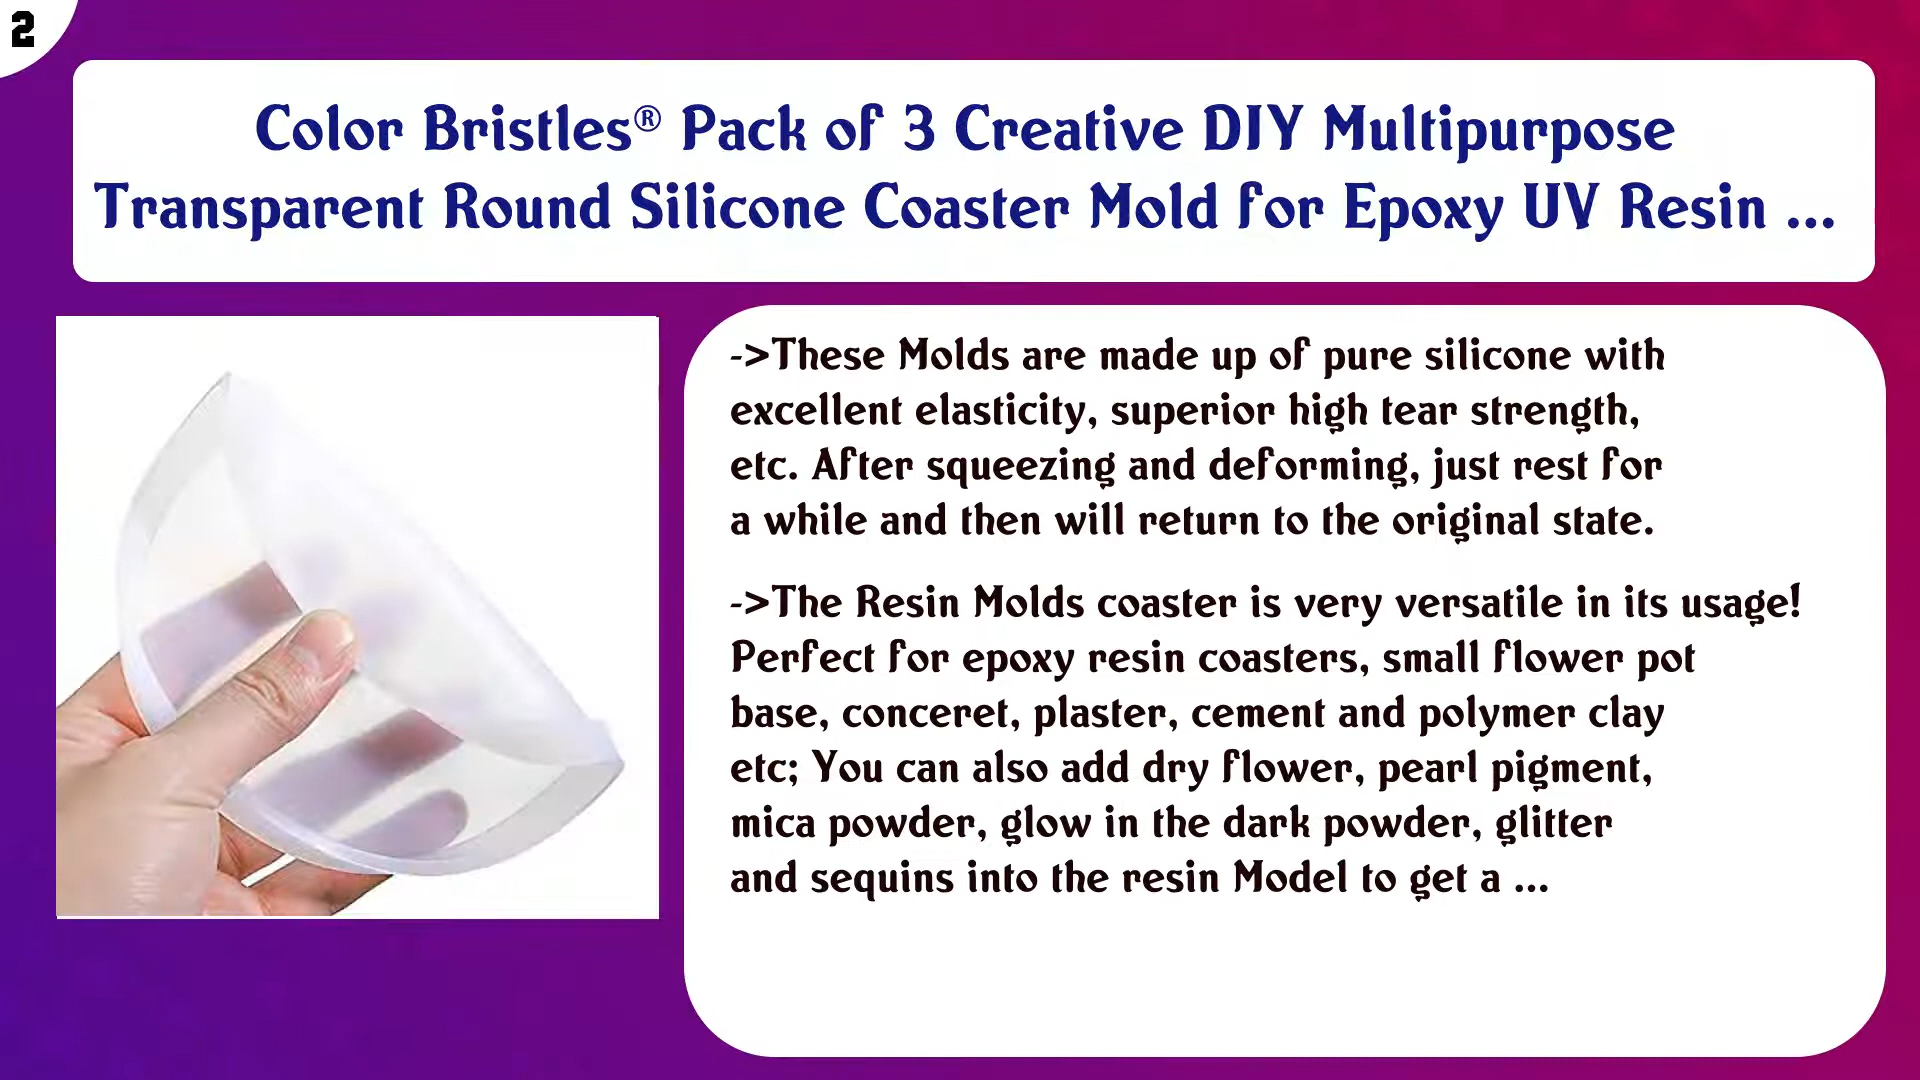 2
Color Bristles® Pack of 3 Creative DIY Multipurpose
Transparent Round Silicone Coaster Mold for Epoxy UV Resin ...
->These Molds are made up of pure silicone with
excellent elasticity, superior high tear strength,
etc. After squeezing and deforming, just rest for
a while and then will return to the original state.
->The Resin Molds coaster is very versatile in its usage!
Perfect for epoxy resin coasters, small flower pot
base, conceret, plaster, cement and polymer clay
etc; You can also add dry flower, pearl pigment,
mica powder, glow in the dark powder, glitter
and sequins into the resin Model to get a ...